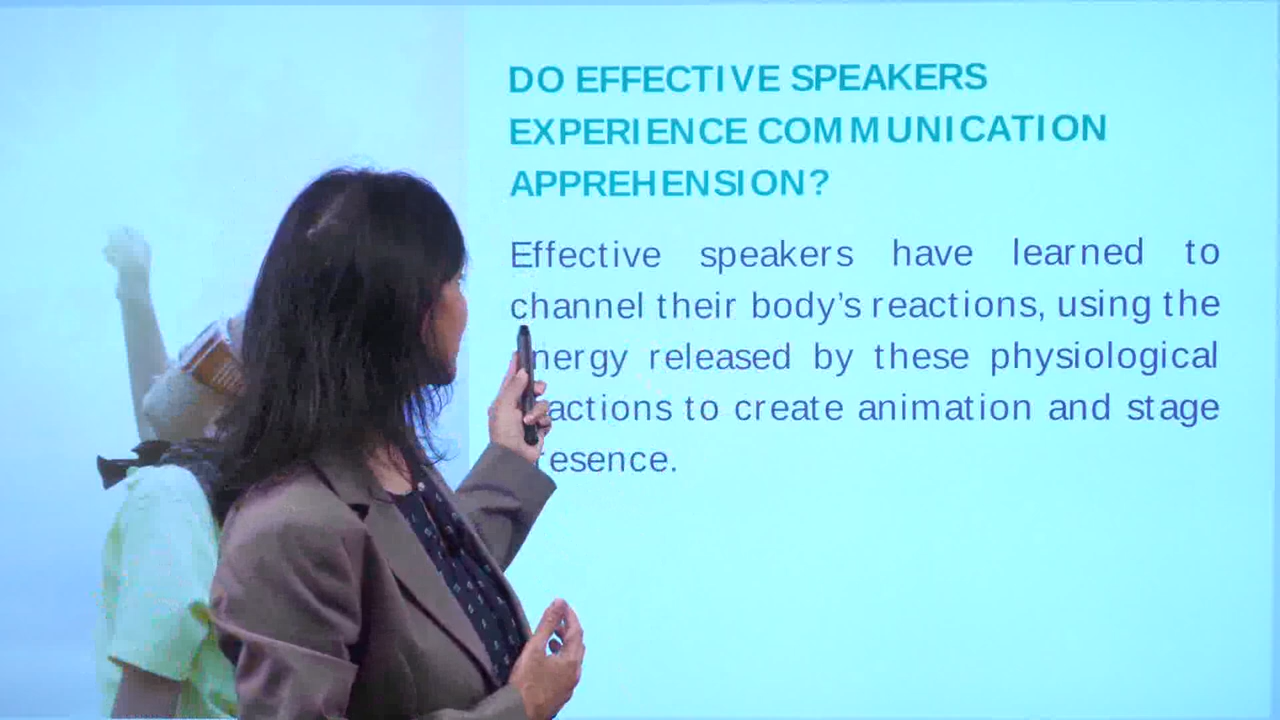 DO EFFECTIVE SPEAKERS
EXPERIENCE COMMUNICATION
APPREHENSION?
Effective speakers have learned to
channel their body's reactions, using the
nergy released by these physiological
actions to create animation and stage
resence.